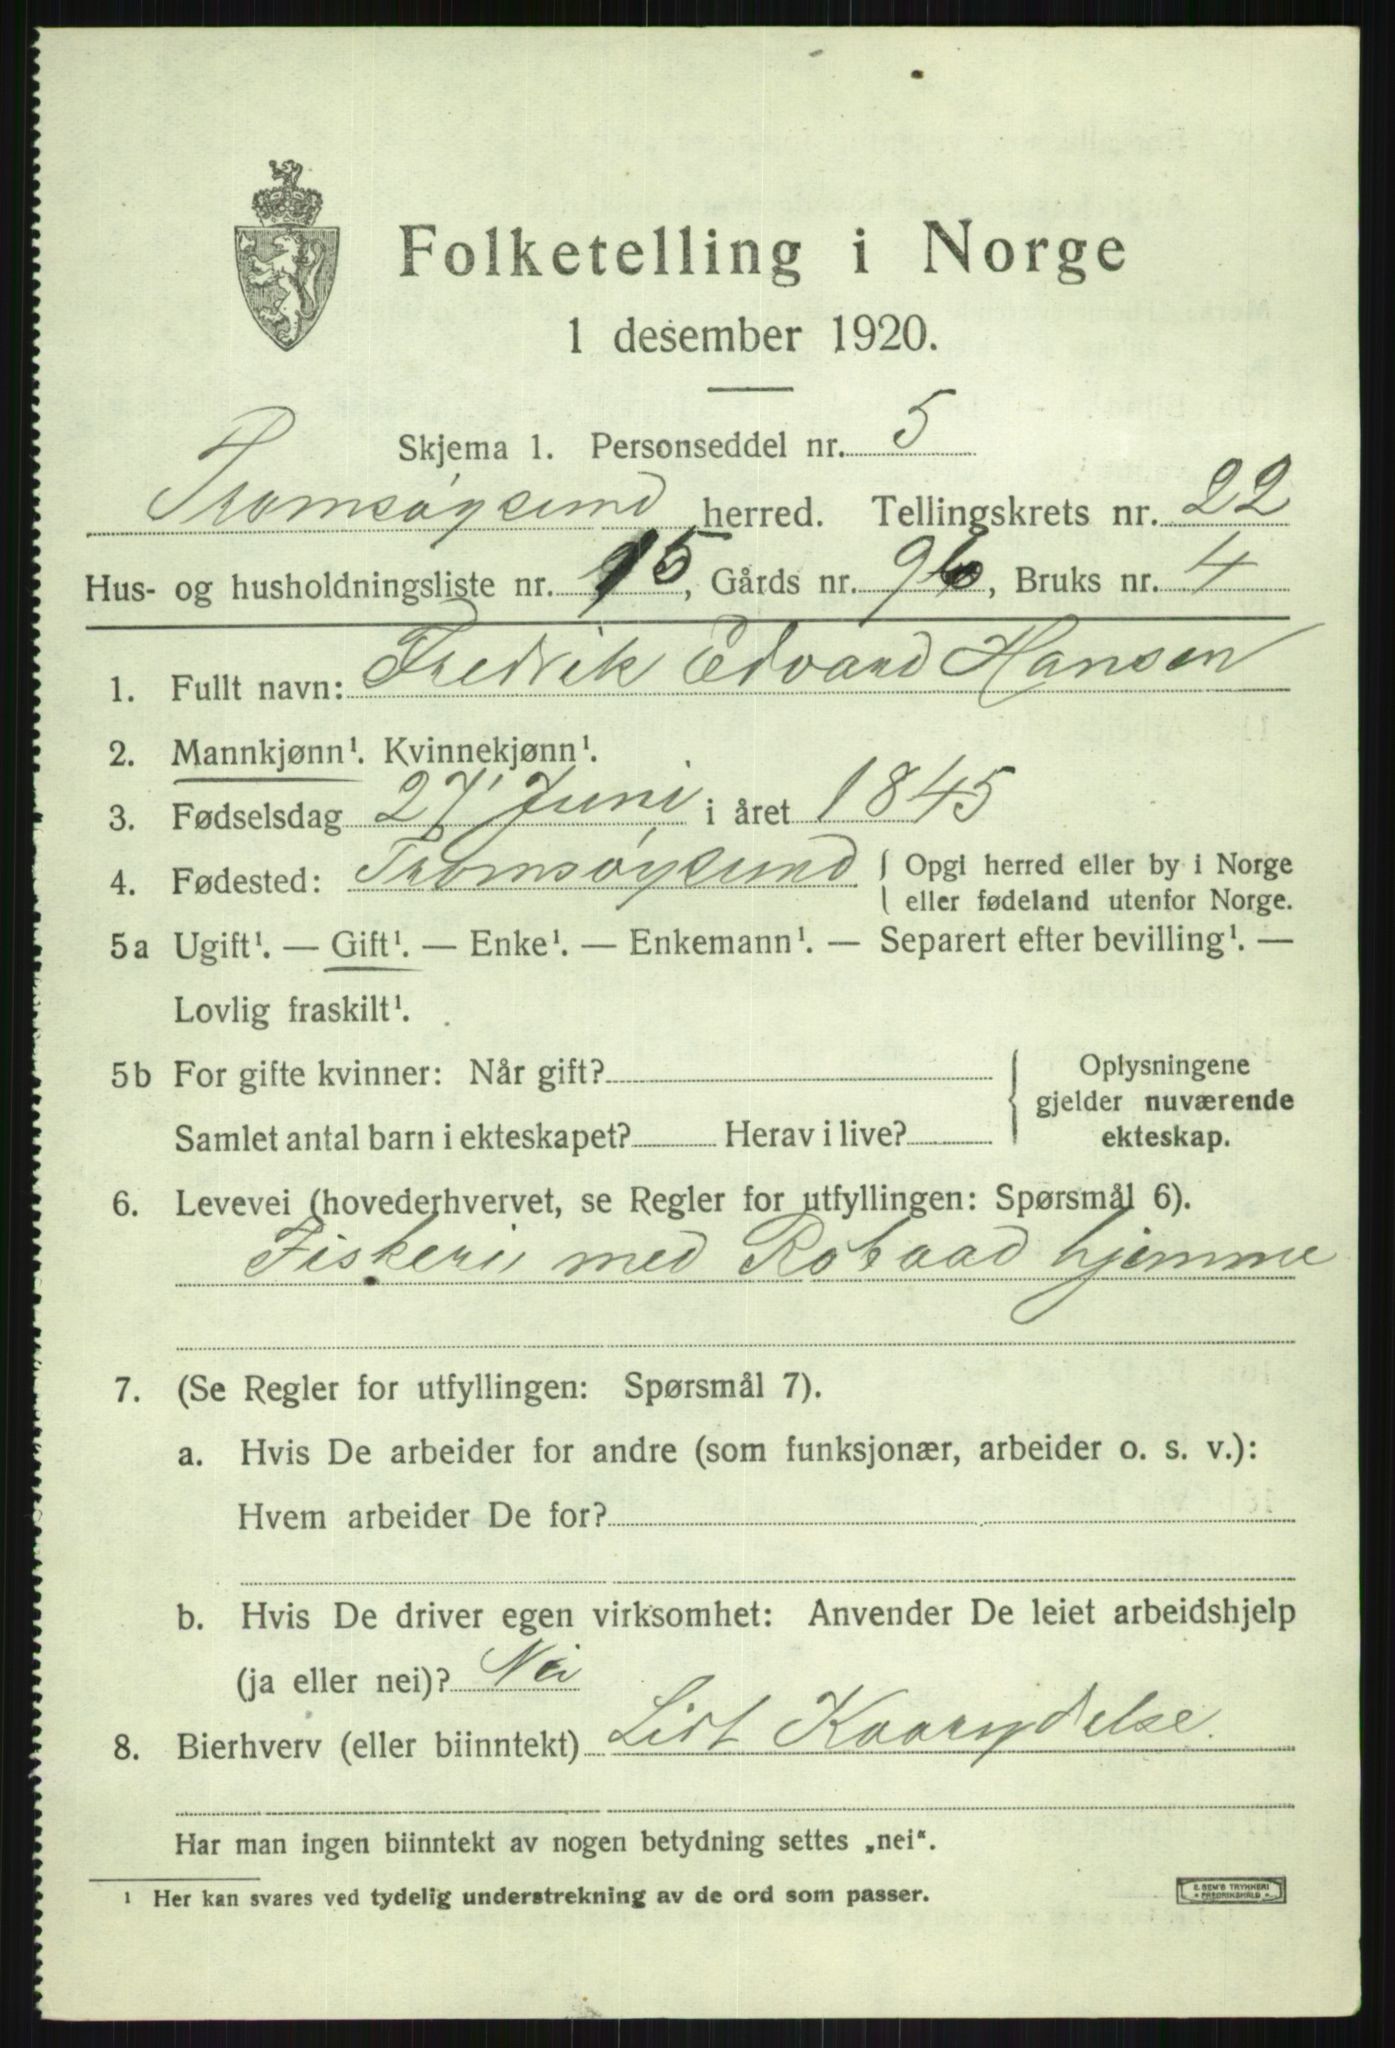 Folketelling i Norge
1 desember 1920.
Skjema 1. Personseddel nr. 5
Tromsøysund herred. Tellingskrets nr. 22
Hus- og husholdningsliste nr. 15, Gårds nr. 96, Bruks nr. 4
1. Fullt navn: Fredrik Edvard Hansen
2. Mannkjønn¹. Kvinnekjønn¹.
3. Fødselsdag 27 Juni i året 1845
4. Fødested: Tromsøysund { Opgi herred eller by i Norge
eller fødeland utenfor Norge.
5a Ugift¹. — Gift¹. — Enke¹. — Enkemann¹. — Separert efter bevilling¹. —
Lovlig fraskilt¹.
5b For gifte kvinner: Når gift?
Samlet antal barn i ekteskapet? Herav i live?
Oplysningene
gjelder nuværende
ekteskap.
6. Levevei (hovederhvervet, se Regler for utfyllingen: Spørsmål 6).
Fiskeri med Robaad hjemme
7. (Se Regler for utfyllingen: Spørsmål 7).
a. Hvis De arbeider for andre (som funksjonær, arbeider o. s. v.):
Hvem arbeider De for?
b. Hvis De driver egen virksomhet: Anvender De leiet arbeidshjelp
(ja eller nei)? Nei
8. Bierhverv (eller biinntekt) Lidt Kaarydelse.
Har man ingen biinntekt av nogen betydning settes „nei".
¹ Her kan svares ved tydelig understrekning av de ord som passer.
E. SEM'S TRYKKERI
FREDRIKSHALD